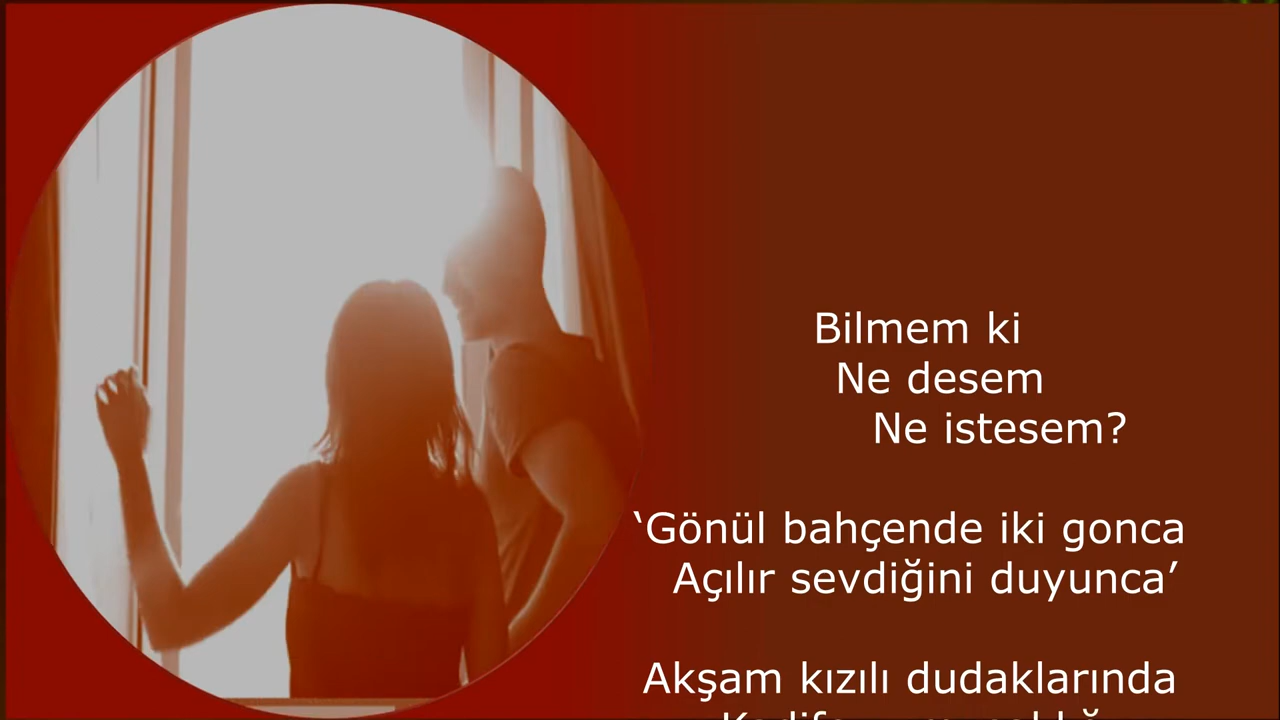 Bilmem ki
Ne desem
Ne istesem?
‘Gönül bahçende iki gonca
Açılır sevdiğini duyunca’
Akşam kızılı dudaklarında